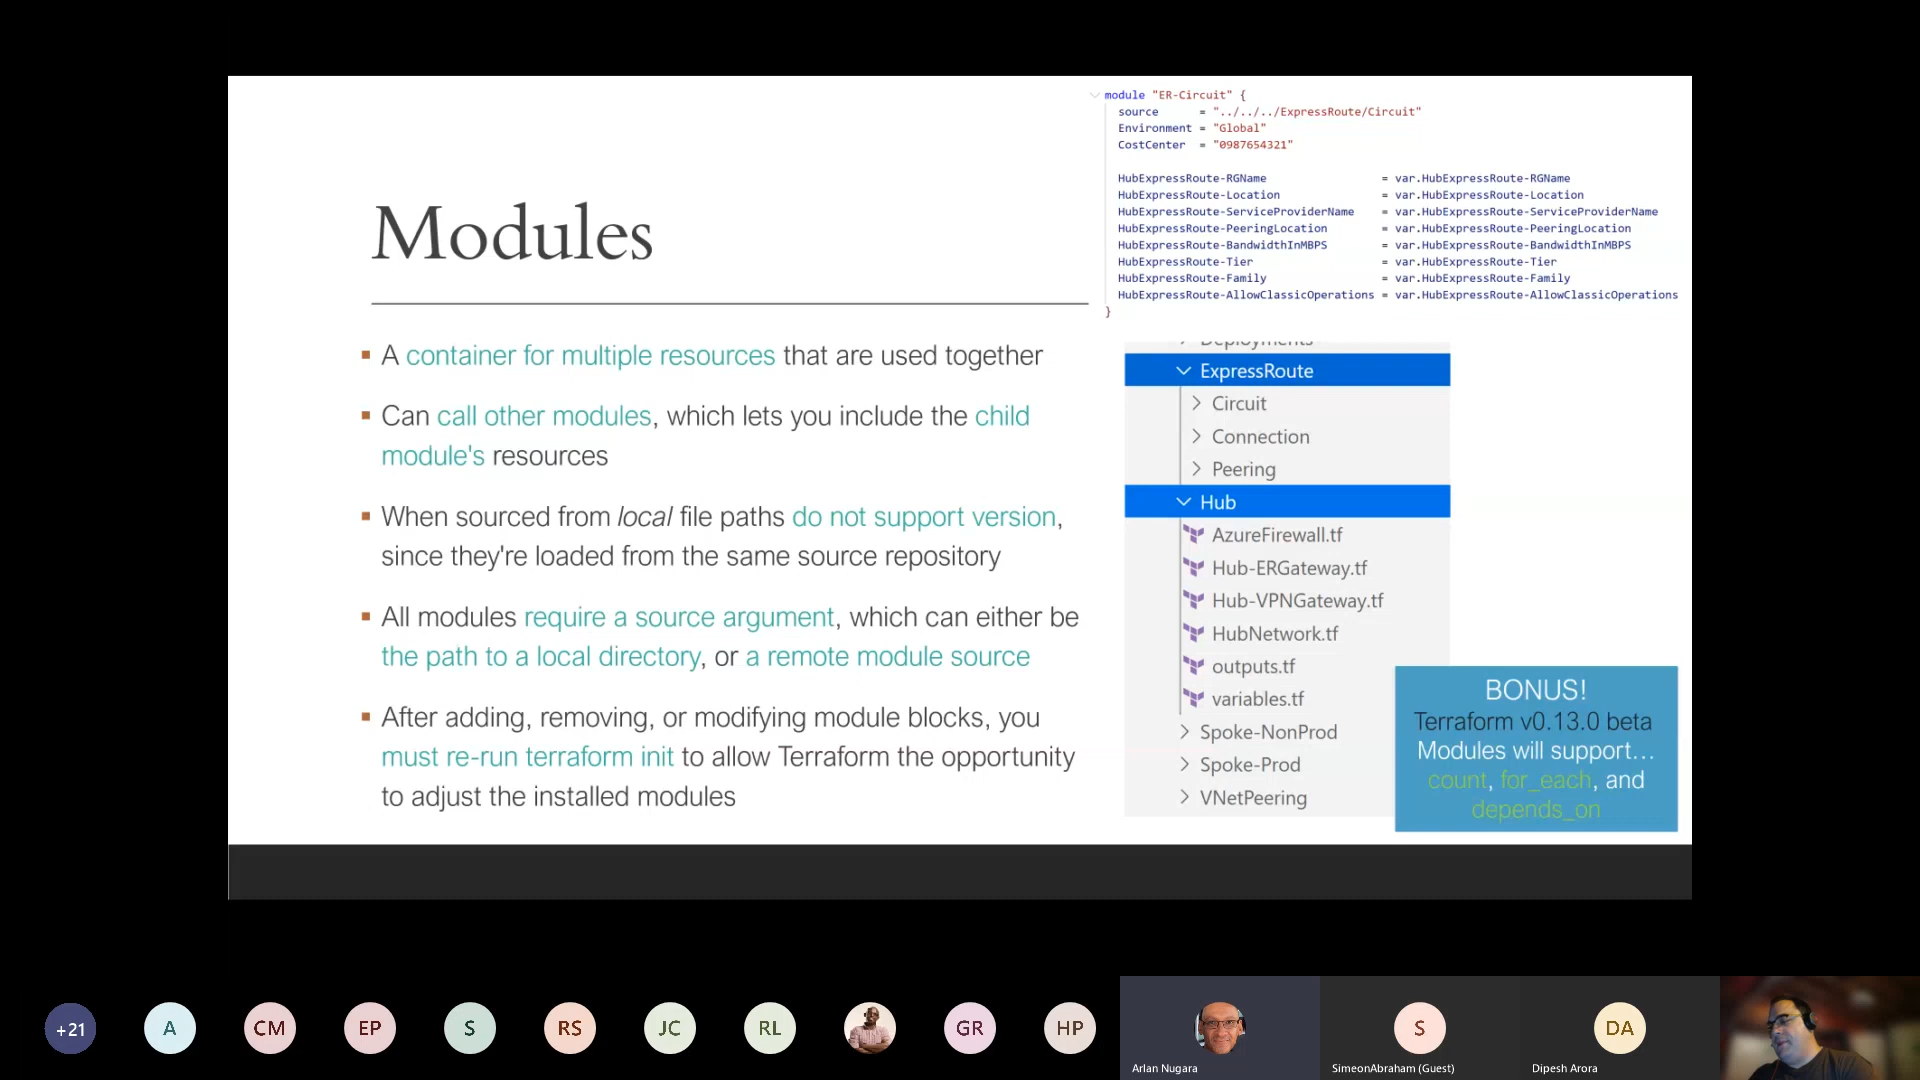 Modules
A container for multiple resources that are used together
Can call other modules, which lets you include the child
module's resources
When sourced from local file paths do not support version,
since they're loaded from the same source repository
All modules require a source argument, which can either be
the path to a local directory, or a remote module source
After adding, removing, or modifying module blocks, you
must re-run terraform init to allow Terraform the opportunity
to adjust the installed modules
module "ER-Circuit" {
source = "../../../ExpressRoute/Circuit"
Environment = "Global"
CostCenter = "0987654321"
HubExpressRoute-RGName = var.HubExpressRoute-RGName
HubExpressRoute-Location = var.HubExpressRoute-Location
HubExpressRoute-ServiceProviderName = var.HubExpressRoute-ServiceProviderName
HubExpressRoute-PeeringLocation = var.HubExpressRoute-PeeringLocation
HubExpressRoute-BandwidthInMBPS = var.HubExpressRoute-BandwidthInMBPS
HubExpressRoute-Tier = var.HubExpressRoute-Tier
HubExpressRoute-Family = var.HubExpressRoute-Family
HubExpressRoute-AllowClassicOperations = var.HubExpressRoute-AllowClassicOperations
}
Deployments
ExpressRoute
Circuit
Connection
Peering
Hub
AzureFirewall.tf
Hub-ERGateway.tf
Hub-VPNGateway.tf
HubNetwork.tf
outputs.tf
variables.tf
Spoke-NonProd
Spoke-Prod
VNetPeering
BONUS!
Terraform v0.13.0 beta
Modules will support...
count, for_each, and
depends_on
+21
A
CM
EP
S
RS
JC
RL
GR
HP
Arlan Nugara
S
SimeonAbraham (Guest)
DA
Dipesh Arora